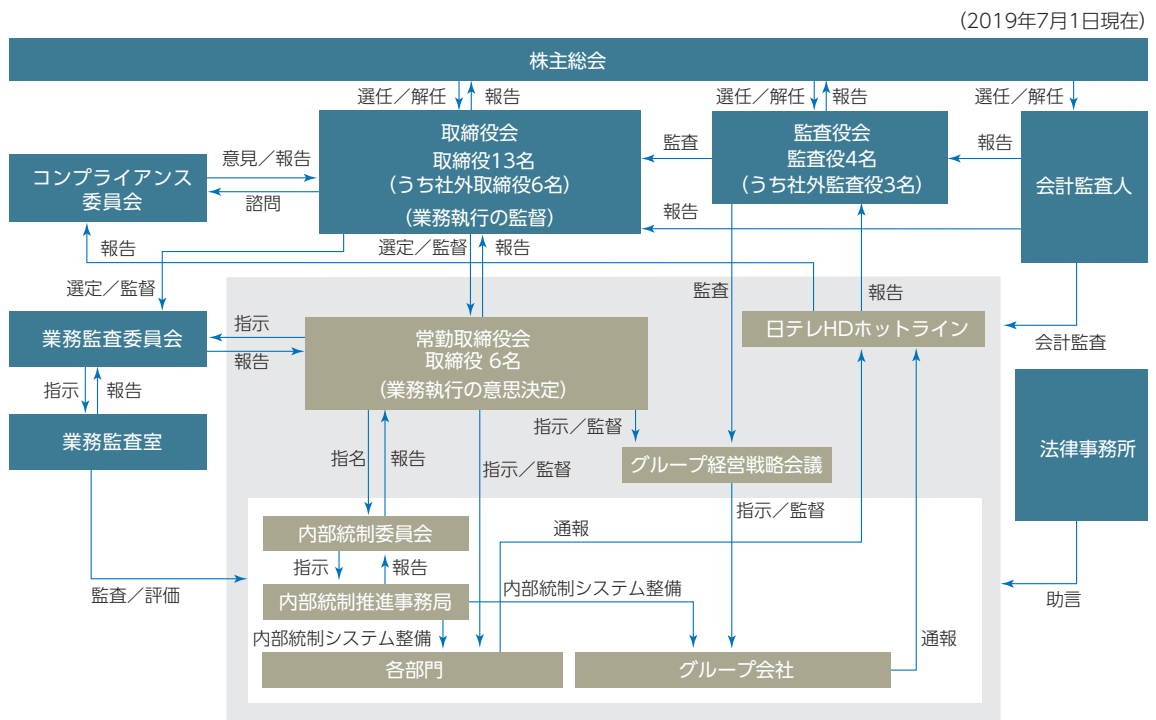 （2019年7月1日現在）
株主総会
選任／解任
報告
選任／解任
報告
選任／解任
取締役会
取締役13名
（うち社外取締役6名）
（業務執行の監督）
監査
監査役会
監査役4名
（うち社外監査役3名）
報告
会計監査人
コンプライアンス
委員会
意見／報告
諮問
報告
報告
選定／監督
報告
選定／監督
監査
報告
業務監査委員会
指示
報告
常勤取締役会
取締役 6名
（業務執行の意思決定）
日テレHDホットライン
会計監査
指示
報告
業務監査室
指名
報告
指示／監督
指示／監督
グループ経営戦略会議
法律事務所
指示／監督
内部統制委員会
通報
指示
報告
監査／評価
内部統制推進事務局
内部統制システム整備
助言
内部統制システム整備
各部門
グループ会社
通報